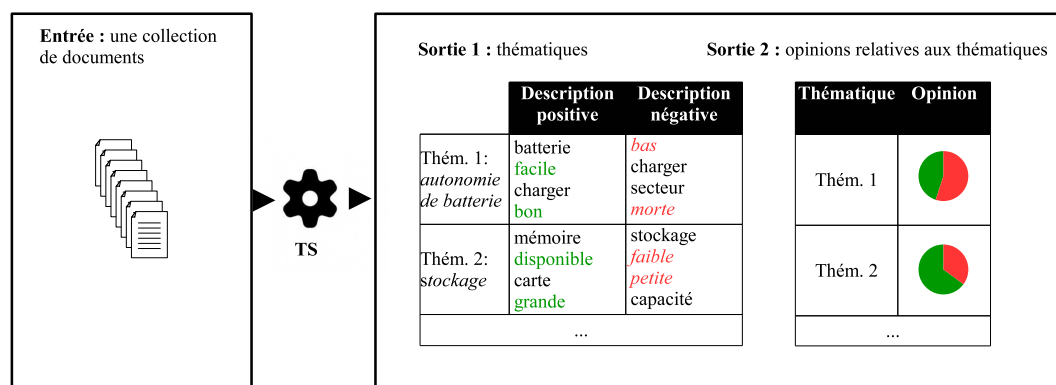 Entrée : une collection
de documents
TS
Sortie 1 : thématiques
Description
positive
Description
négative
Thém. 1:
autonomie
de batterie
batterie
facile
charger
bon
bas
charger
secteur
morte
Thém. 2:
stockage
mémoire
disponible
carte
grande
stockage
faible
petite
capacité
...
Sortie 2 : opinions relatives aux thématiques
Thématique
Opinion
Thém. 1
Thém. 2
...